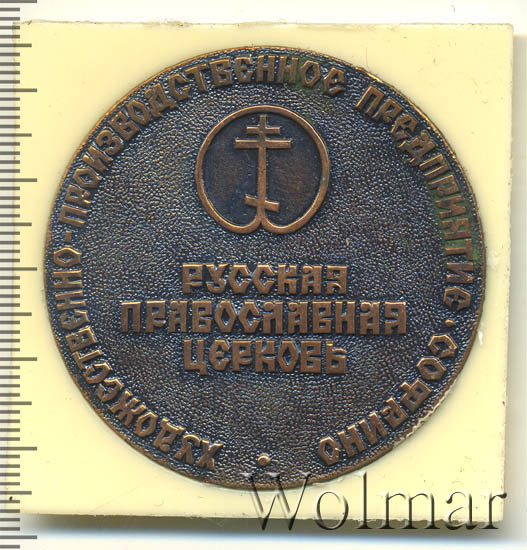 ХУДОЖЕСТВЕННО-ПРОИЗВОДСТВЕННОЕ ПРЕДПРИЯТИЕ·СОФРИНО·
РУССКАЯ
ПРАВОСЛАВНАЯ
ЦЕРКОВЬ
Wolmar